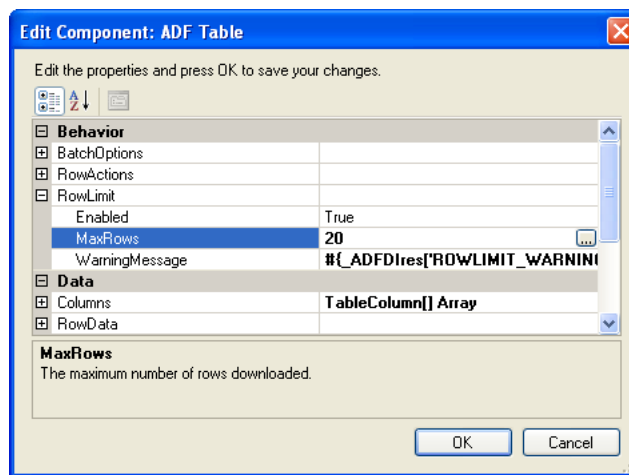 Edit Component: ADF Table
Edit the properties and press OK to save your changes.
Behavior
BatchOptions
RowActions
RowLimit
Enabled True
MaxRows 20 ...
WarningMessage #{_ADFDIres['ROWLIMIT_WARNING
Data
Columns TableColumn[] Array
RowData
MaxRows
The maximum number of rows downloaded.
OK Cancel